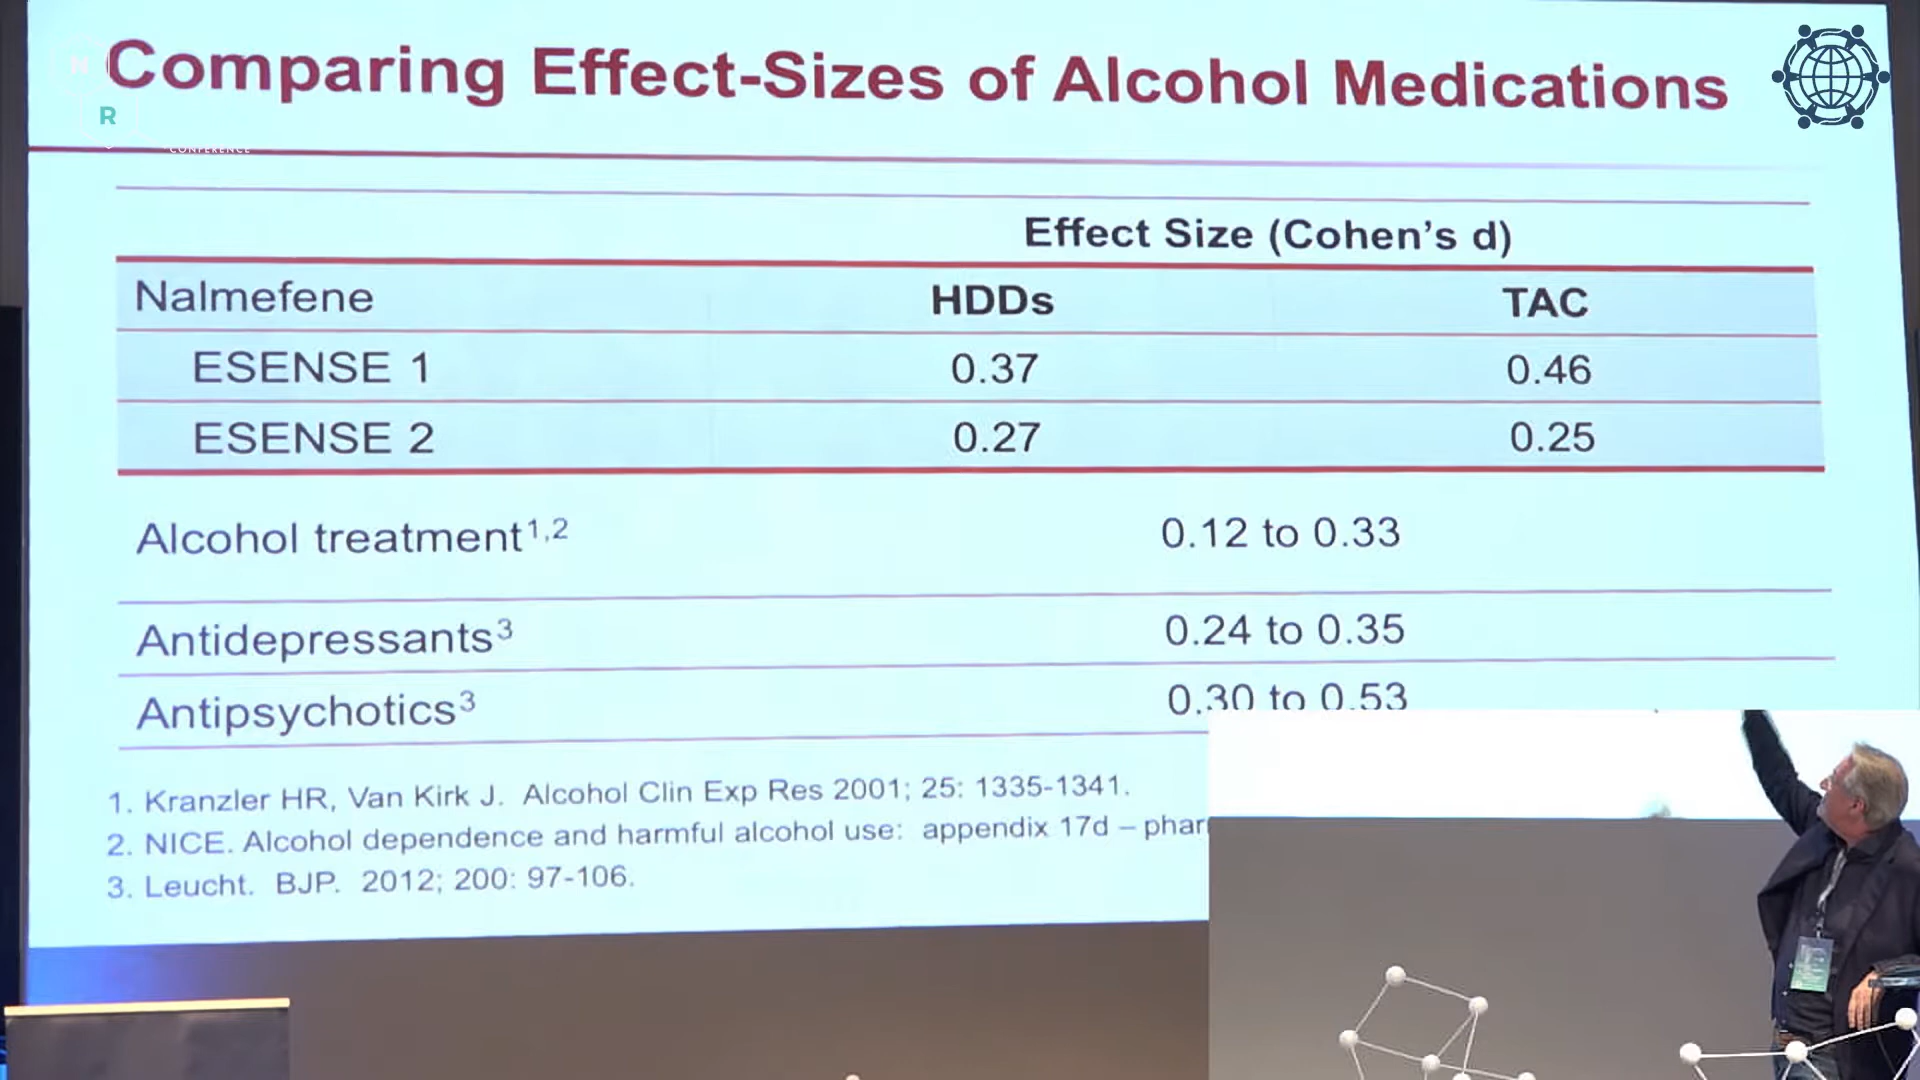 Comparing Effect-Sizes of Alcohol Medications
R
CONFERENCE
Effect Size (Cohen's d)
Nalmefene HDDs TAC
ESENSE 1 0.37 0.46
ESENSE 2 0.27 0.25
Alcohol treatment1,2 0.12 to 0.33
Antidepressants3 0.24 to 0.35
Antipsychotics3 0.30 to 0.53
1. Kranzler HR, Van Kirk J. Alcohol Clin Exp Res 2001; 25: 1335-1341.
2. NICE. Alcohol dependence and harmful alcohol use: appendix 17d –
3. Leucht. BJP. 2012; 200: 97-106.